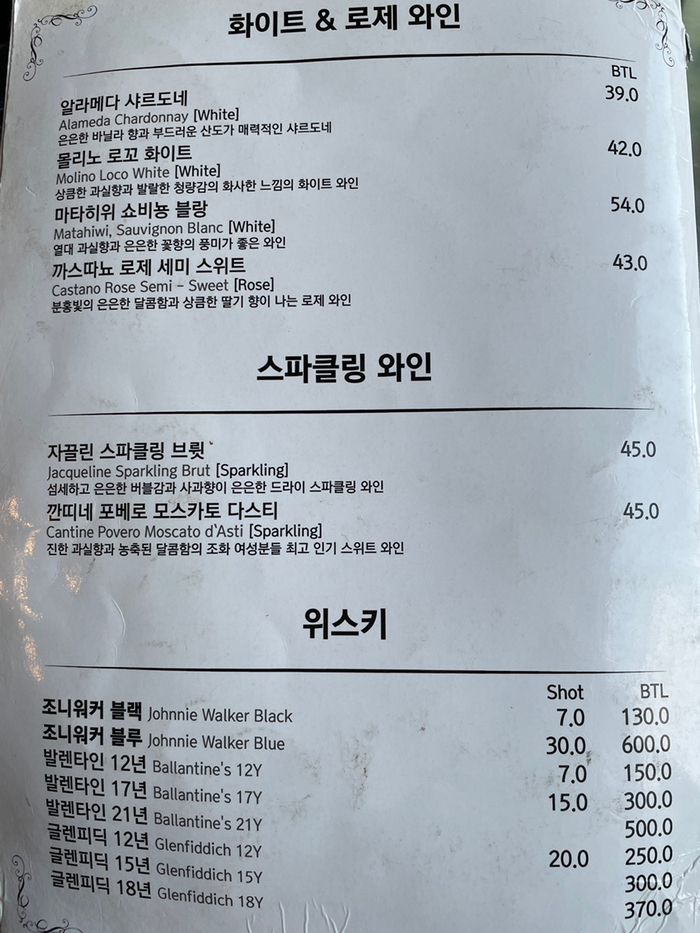 화이트 & 로제 와인
BTL
알라메다 샤르도네 39.0
Alameda Chardonnay [White]
은은한 바닐라 향과 부드러운 산도가 매력적인 샤르도네
몰리노 로꼬 화이트 42.0
Molino Loco White [White]
상큼한 과실향과 발랄한 청량감의 화사한 느낌의 화이트 와인
마타히위 쇼비뇽 블랑 54.0
Matahiwi, Sauvignon Blanc [White]
열대 과실향과 은은한 꽃향의 풍미가 좋은 와인
까스따뇨 로제 세미 스위트 43.0
Castano Rose Semi - Sweet [Rose]
분홍빛의 은은한 달콤함과 상큼한 딸기 향이 나는 로제 와인
스파클링 와인
자끌린 스파클링 브륏` 45.0
Jacqueline Sparkling Brut [Sparkling]
섬세하고 은은한 버블감과 사과향이 은은한 드라이 스파클링 와인
깐띠네 포베로 모스카토 다스티 45.0
Cantine Povero Moscato d`Asti [Sparkling]
진한 과실향과 농축된 달콤함의 조화 여성분들 최고 인기 스위트 와인
위스키
Shot BTL
조니워커 블랙 Johnnie Walker Black 7.0 130.0
조니워커 블루 Johnnie Walker Blue 30.0 600.0
발렌타인 12년 Ballantine's 12Y 7.0 150.0
발렌타인 17년 Ballantine's 17Y 15.0 300.0
발렌타인 21년 Ballantine's 21Y 500.0
글렌피딕 12년 Glenfiddich 12Y 20.0 250.0
글렌피딕 15년 Glenfiddich 15Y 300.0
글렌피딕 18년 Glenfiddich 18Y 370.0